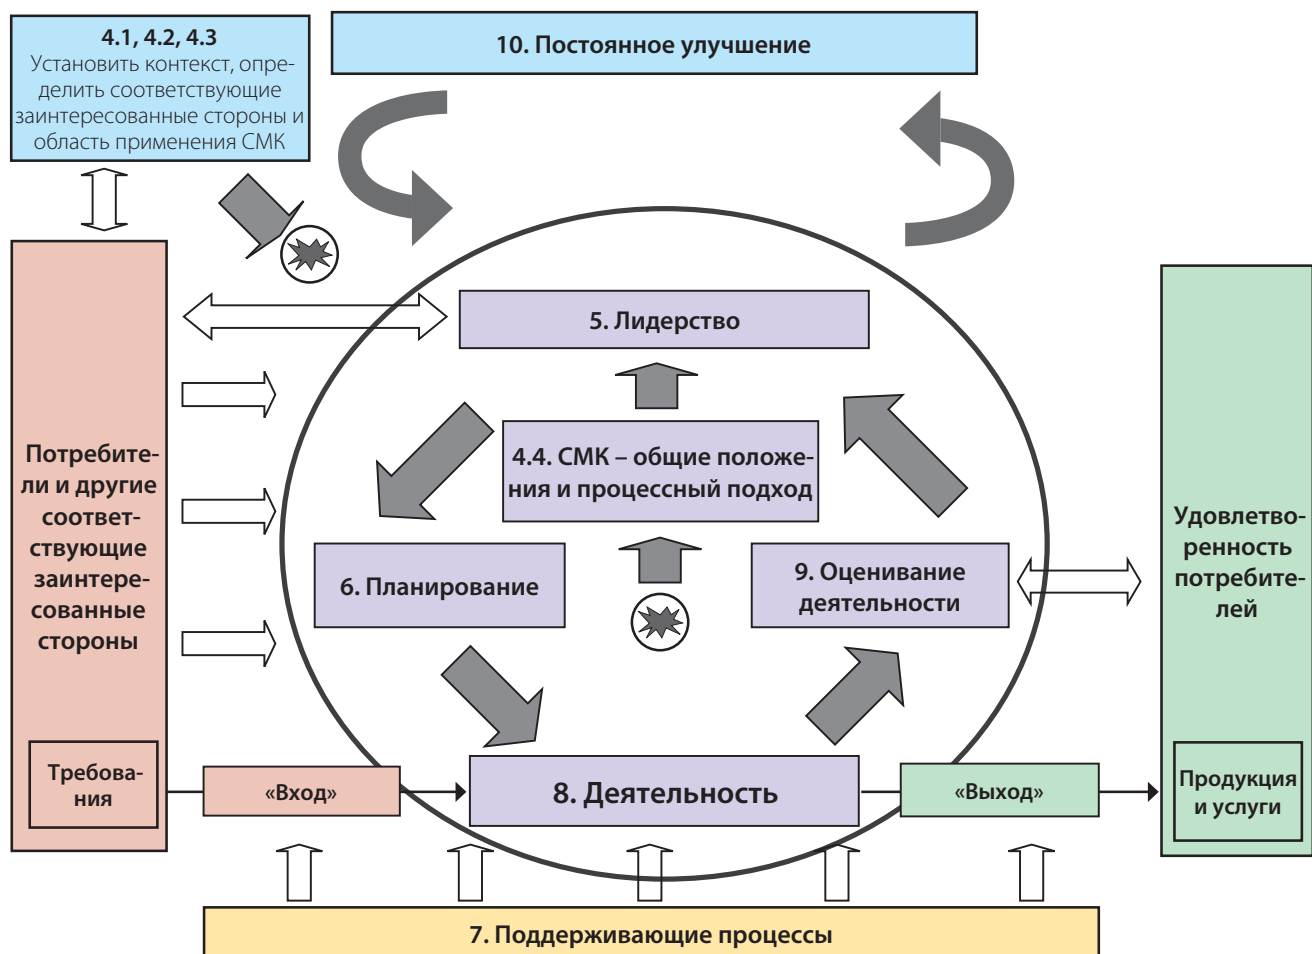 4.1, 4.2, 4.3
Установить контекст, опре-
делить соответствующие
заинтересованные стороны и
область применения СМК
10. Постоянное улучшение
5. Лидерство
4.4. СМК – общие положе-
ния и процессный подход
Потребите-
ли и другие
соответ-
ствующие
заинтере-
сованные
стороны
6. Планирование
9. Оценивание
деятельности
Удовлетво-
ренность
потребите-
лей
Требова-
ния
«Вход»
8. Деятельность
«Выход»
Продукция
и услуги
7. Поддерживающие процессы